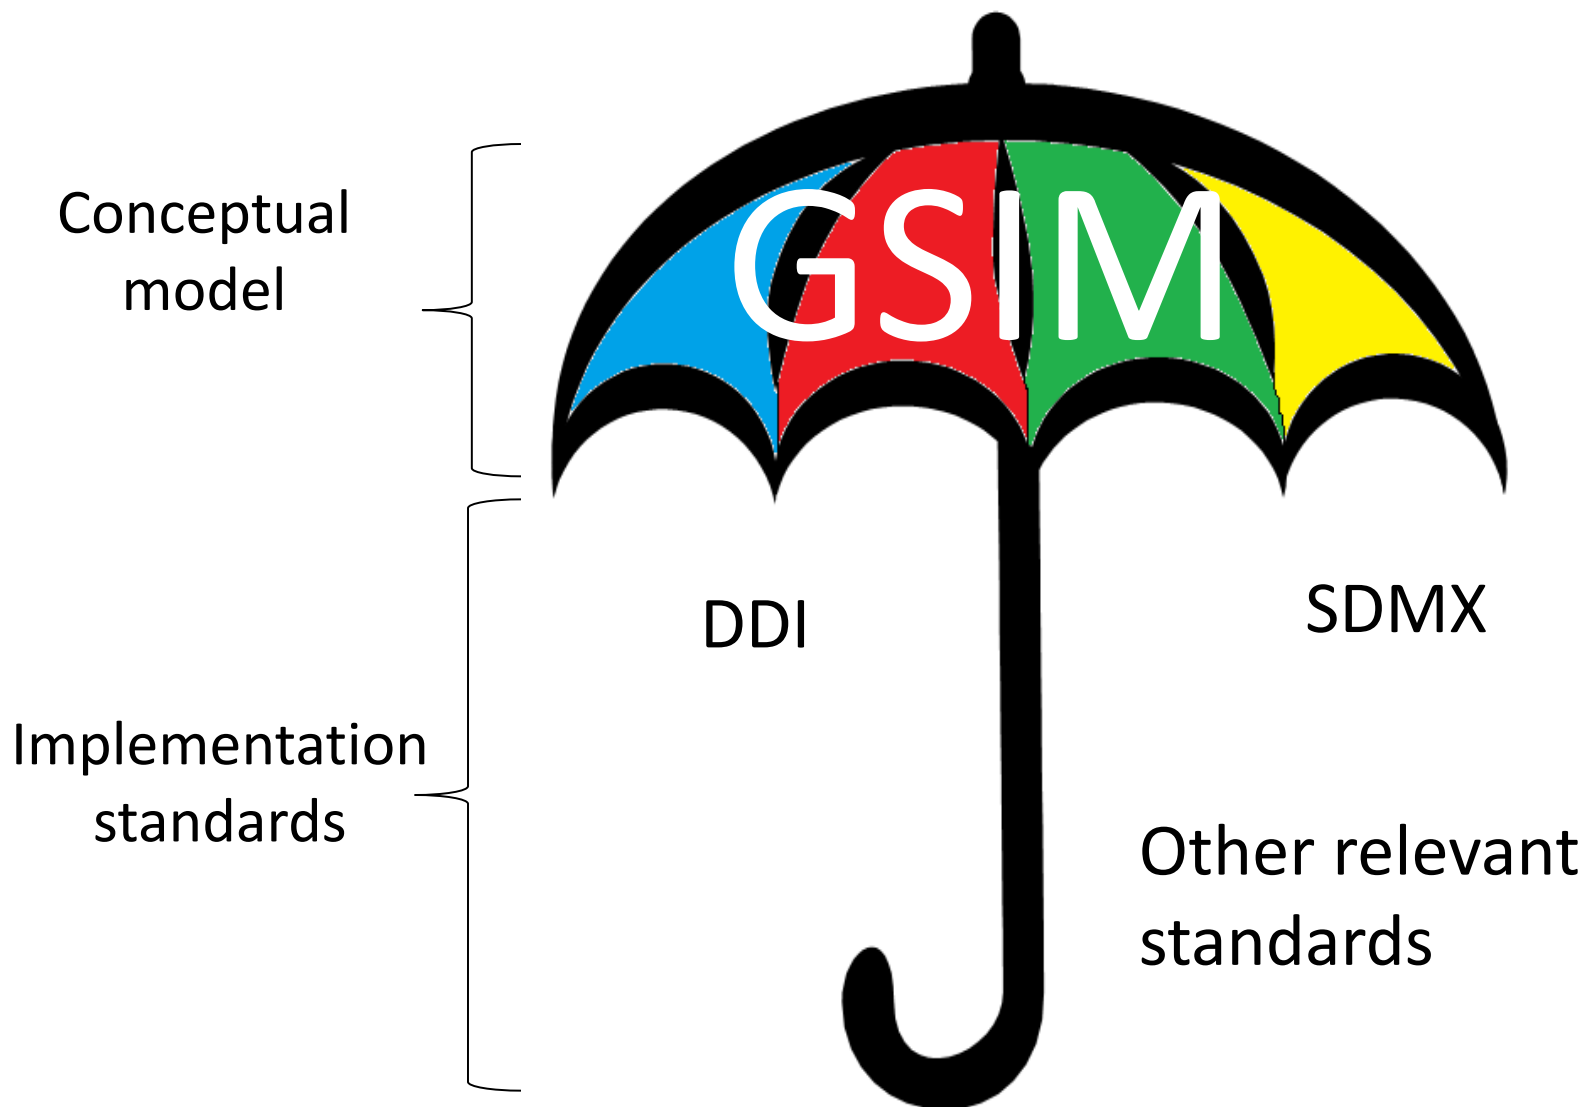 GSIM
Conceptual
model
DDI
SDMX
Implementation
standards
Other relevant
standards